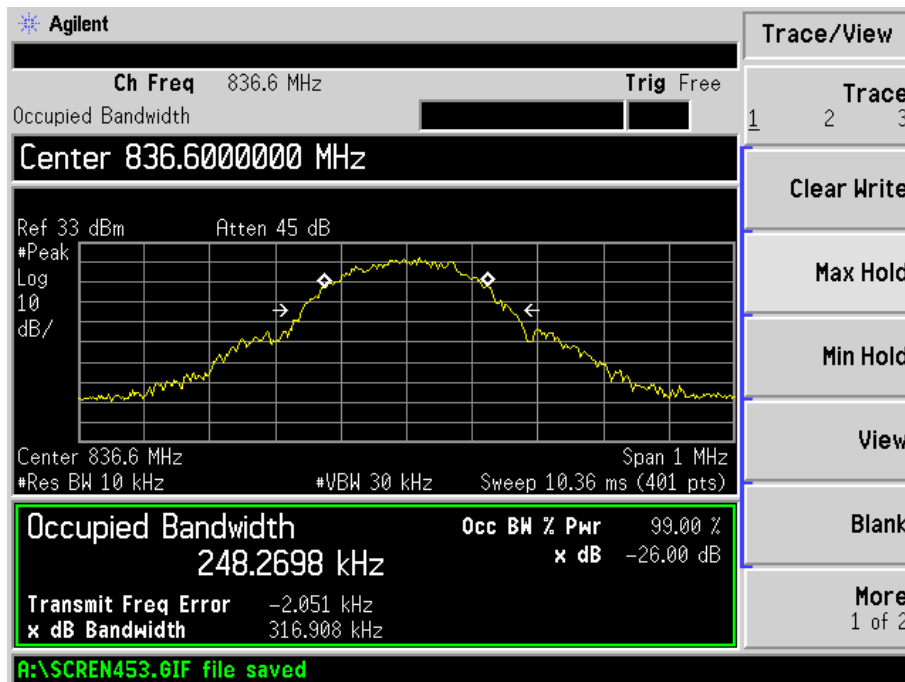 Agilent
Trace/View
Ch Freq 836.6 MHz Trig Free
Occupied Bandwidth
Trace
1 2 3
Center 836.6000000 MHz
Clear Write
Ref 33 dBm Atten 45 dB
#Peak
Log
10
dB/
Max Hold
Min Hold
View
Center 836.6 MHz Span 1 MHz
#Res BW 10 kHz #VBW 30 kHz Sweep 10.36 ms (401 pts)
Blank
Occupied Bandwidth Occ BW % Pwr 99.00 %
248.2698 kHz x dB -26.00 dB
Transmit Freq Error -2.051 kHz
x dB Bandwidth 316.908 kHz
More
1 of 2
A:\SCREN453.GIF file saved